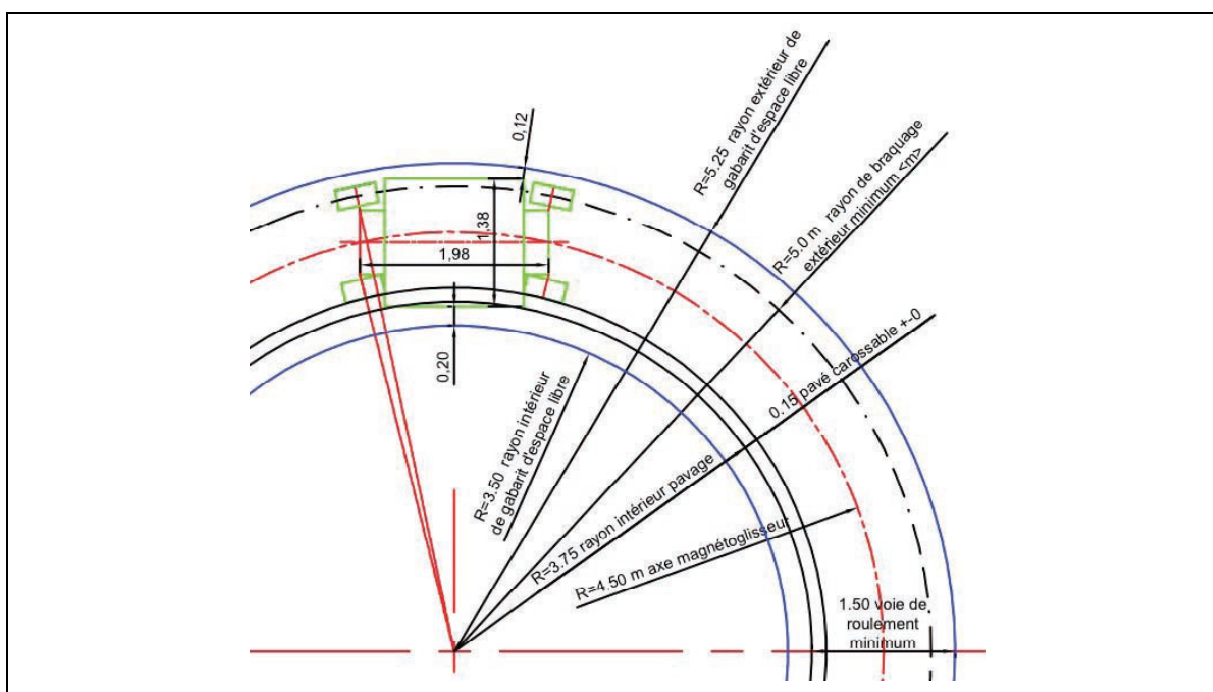 0,12
R=5.25 rayon extérieur de
gabarit d'espace libre
R=5.0 m rayon de braquage
extérieur minimum <m>
1,38
1,98
0.15 pavé carossable +-0
0,20
R=3.50 rayon intérieur
de gabarit d'espace libre
R=3.75 rayon intérieur pavage
R=4.50 m axe magnétoglisseur
1.50 voie de
roulement
minimum